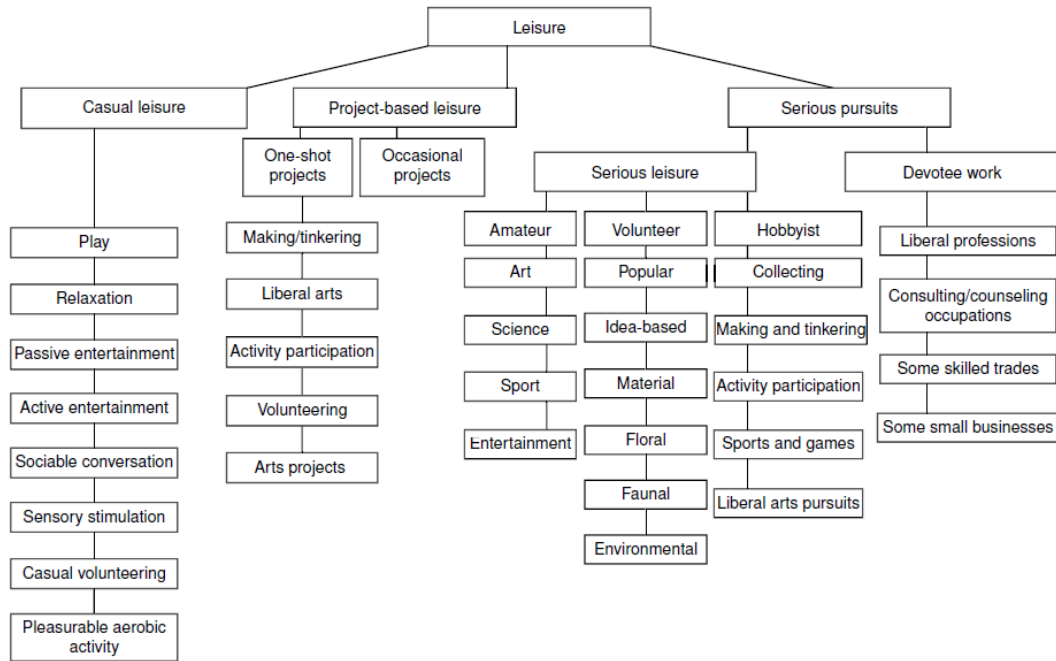 Leisure
Casual leisure
Project-based leisure
Serious pursuits
One-shot
projects
Occasional
projects
Serious leisure
Devotee work
Play
Relaxation
Passive entertainment
Active entertainment
Sociable conversation
Sensory stimulation
Casual volunteering
Pleasurable aerobic
activity
Making/tinkering
Liberal arts
Activity participation
Volunteering
Arts projects
Amateur
Art
Science
Sport
Entertainment
Volunteer
Popular
Idea-based
Material
Floral
Faunal
Environmental
Hobbyist
Collecting
Making and tinkering
Activity participation
Sports and games
Liberal arts pursuits
Liberal professions
Consulting/counseling
occupations
Some skilled trades
Some small businesses